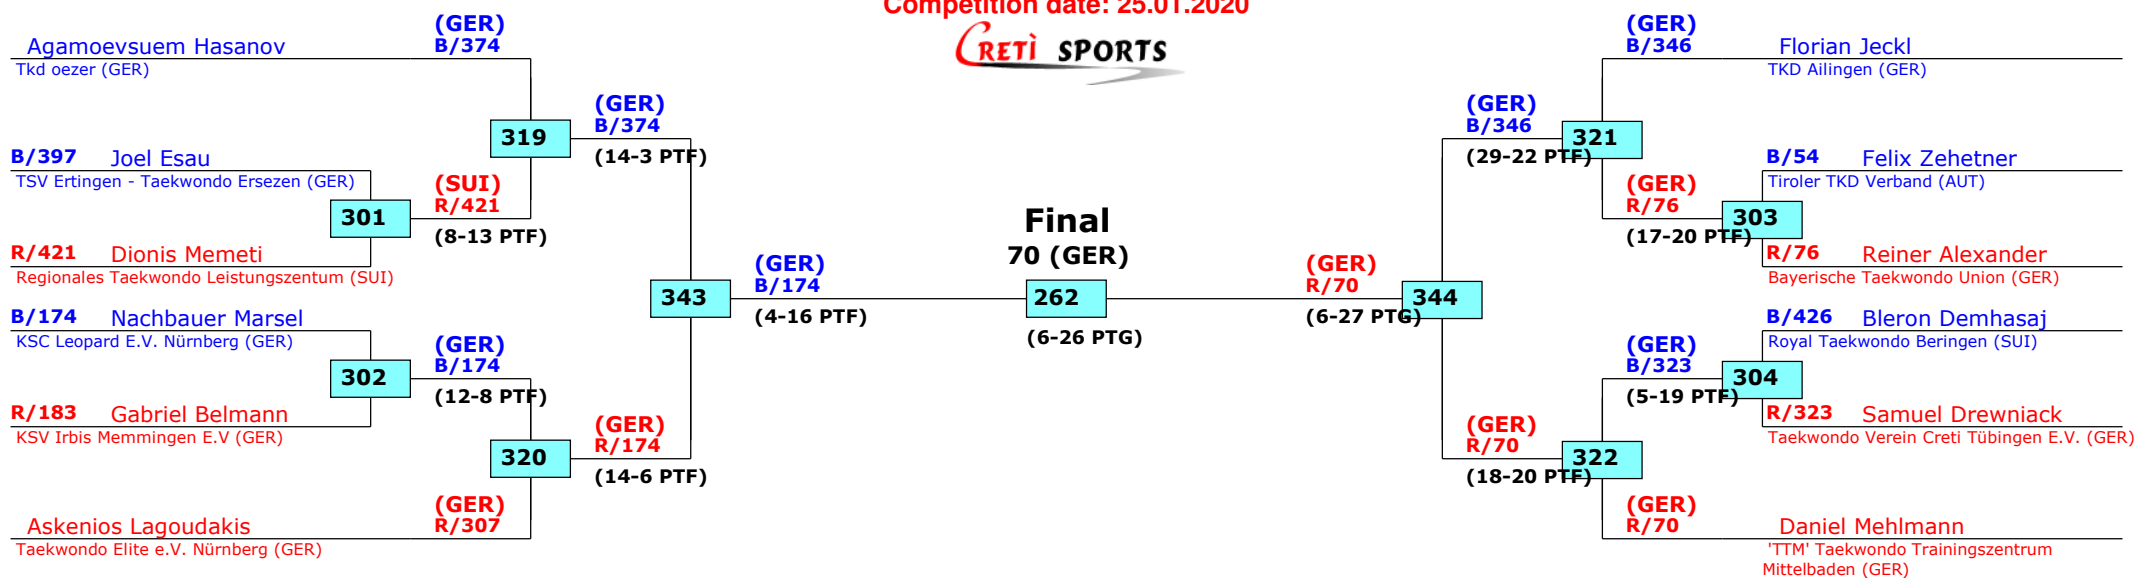 Competition date: 25.01.2020
CRETÌ SPORTS
(GER)
B/374
Agamoevsuem Hasanov
Tkd oezer (GER)
319
(GER)
B/374
(14-3 PTF)
B/397 Joel Esau
TSV Ertingen - Taekwondo Ersezen (GER)
301
(SUI)
R/421
(8-13 PTF)
R/421 Dionis Memeti
Regionales Taekwondo Leistungszentum (SUI)
343
(GER)
B/174
(4-16 PTF)
B/174 Nachbauer Marsel
KSC Leopard E.V. Nürnberg (GER)
302
(GER)
B/174
(12-8 PTF)
R/183 Gabriel Belmann
KSV Irbis Memmingen E.V (GER)
320
(GER)
R/174
(14-6 PTF)
(GER)
R/307
Askenios Lagoudakis
Taekwondo Elite e.V. Nürnberg (GER)
Final
70 (GER)
262
(6-26 PTG)
(GER)
B/346
Florian Jeckl
TKD Ailingen (GER)
(GER)
B/346
321
(29-22 PTF)
B/54 Felix Zehetner
Tiroler TKD Verband (AUT)
(GER)
R/76
303
(17-20 PTF)
R/76 Reiner Alexander
Bayerische Taekwondo Union (GER)
(GER)
R/70
344
(6-27 PTG)
B/426 Bleron Demhasaj
Royal Taekwondo Beringen (SUI)
(GER)
B/323
304
(5-19 PTF)
R/323 Samuel Drewniack
Taekwondo Verein Creti Tübingen E.V. (GER)
(GER)
R/70
322
(18-20 PTF)
(GER)
R/70
Daniel Mehlmann
'TTM' Taekwondo Trainingszentrum
Mittelbaden (GER)